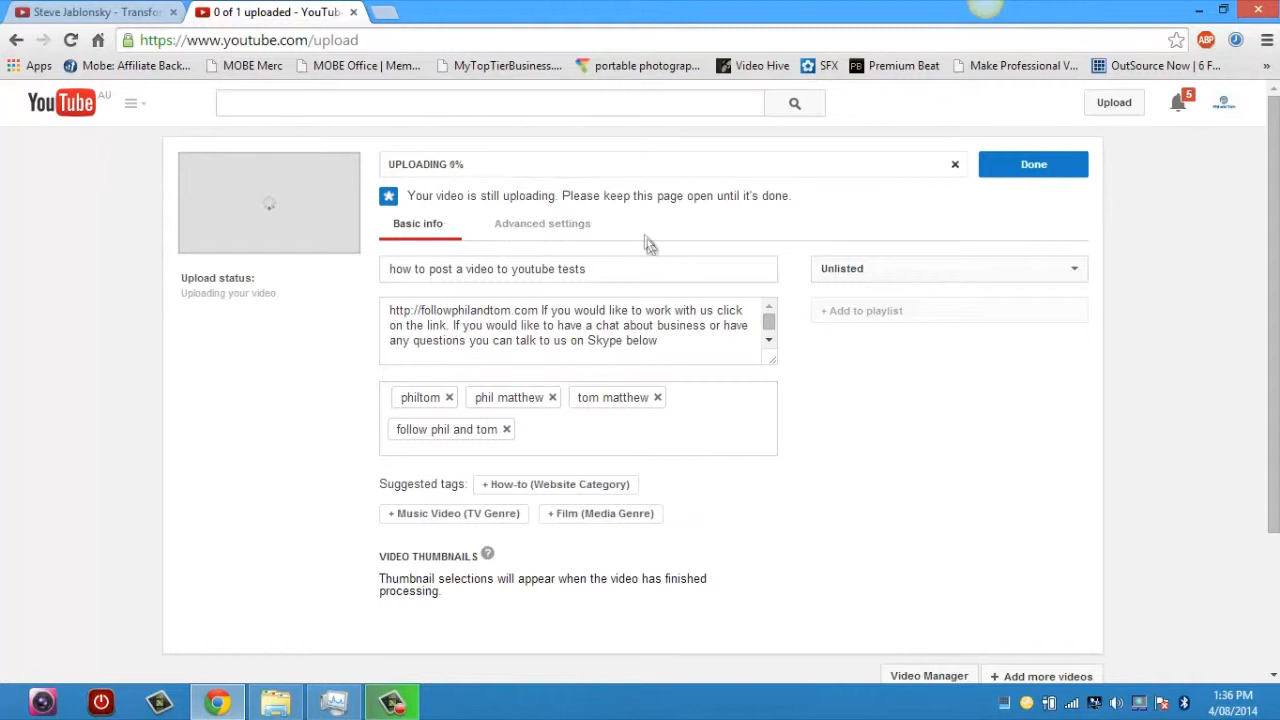 Steve Jablonsky - Transfor
0 of 1 uploaded - YouTub
https://www.youtube.com/upload
ABP
Apps
Mobe: Affiliate Back...
MOBE Merc
MOBE Office | Mem...
MyTopTierBusiness....
portable photograp...
Video Hive
SFX
PB Premium Beat
Make Professional V...
OutSource Now | 6 F...
»
YouTube AU
Upload
5
UPLOADING 0%
Done
Your video is still uploading. Please keep this page open until it's done.
Basic info
Advanced settings
how to post a video to youtube tests
Unlisted
http://followphilandtom.com If you would like to work with us click
on the link. If you would like to have a chat about business or have
any questions you can talk to us on Skype below
+ Add to playlist
Upload status:
Uploading your video.
philtom
phil matthew
tom matthew
follow phil and tom
Suggested tags:
+ How-to (Website Category)
+ Music Video (TV Genre)
+ Film (Media Genre)
VIDEO THUMBNAILS ?
Thumbnail selections will appear when the video has finished
processing.
Video Manager
+ Add more videos
1:36 PM
4/08/2014